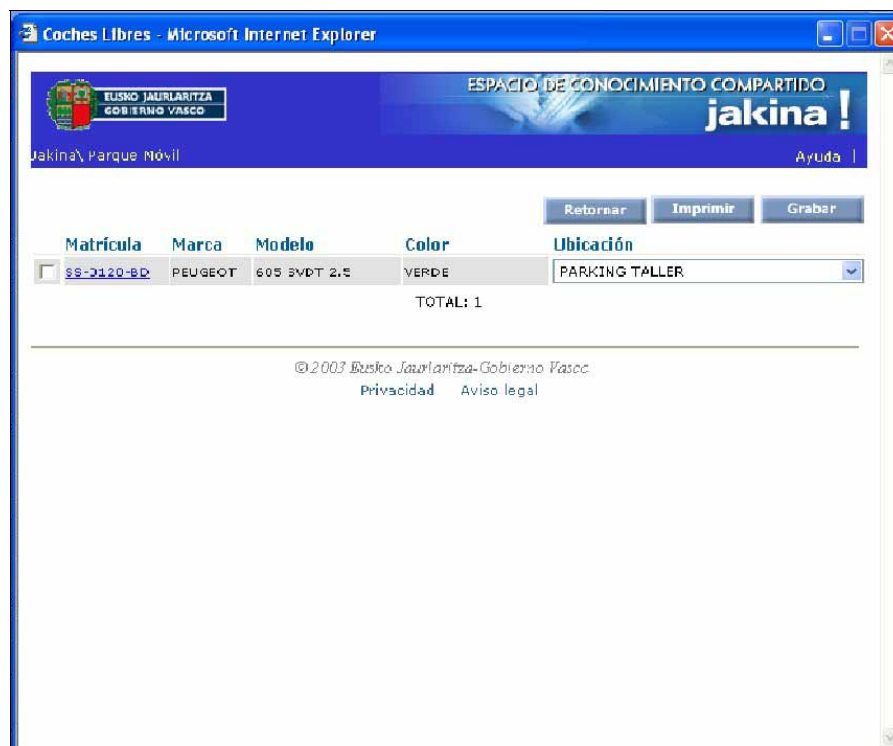 Coches Libres - Microsoft Internet Explorer
EUSKO JAURLARITZA
GOBIERNO VASCO
ESPACIO DE CONOCIMIENTO COMPARTIDO
jakina !
Jakina\ Parque Móvil
Ayuda |
Retornar Imprimir Grabar
Matrícula Marca Modelo Color Ubicación
SS-0120-BD PEUGEOT 605 SVDT 2.5 VERDE PARKING TALLER
TOTAL: 1
©2003 Eusko Jaurlaritza-Gobierno Vasco
Privacidad Aviso legal